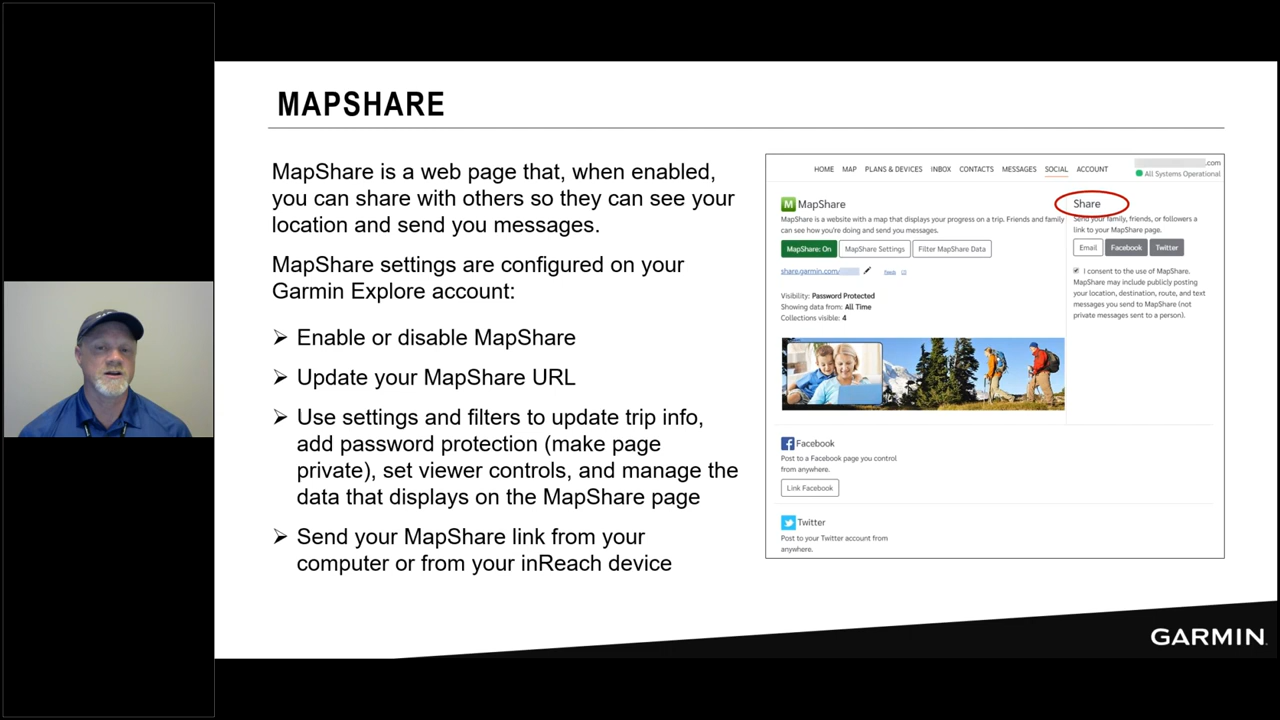 MAPSHARE
MapShare is a web page that, when enabled,
you can share with others so they can see your
location and send you messages.
MapShare settings are configured on your
Garmin Explore account:
Enable or disable MapShare
Update your MapShare URL
Use settings and filters to update trip info,
add password protection (make page
private), set viewer controls, and manage the
data that displays on the MapShare page
Send your MapShare link from your
computer or from your inReach device
HOME MAP PLANS & DEVICES INBOX CONTACTS MESSAGES SOCIAL ACCOUNT
.com
All Systems Operational
M MapShare
MapShare is a website with a map that displays your progress on a trip. Friends and family
can see how you're doing and send you messages.
MapShare: On MapShare Settings Filter MapShare Data
share.garmin.com/
Feeds
Visibility: Password Protected
Showing data from: All Time
Collections visible: 4
Share
Send your family, friends, or followers a
link to your MapShare page.
Email Facebook Twitter
I consent to the use of MapShare.
MapShare may include publicly posting
your location, destination, route, and text
messages you send to MapShare (not
private messages sent to a person).
Facebook
Post to a Facebook page you control
from anywhere.
Link Facebook
Twitter
Post to your Twitter account from
anywhere.
GARMIN